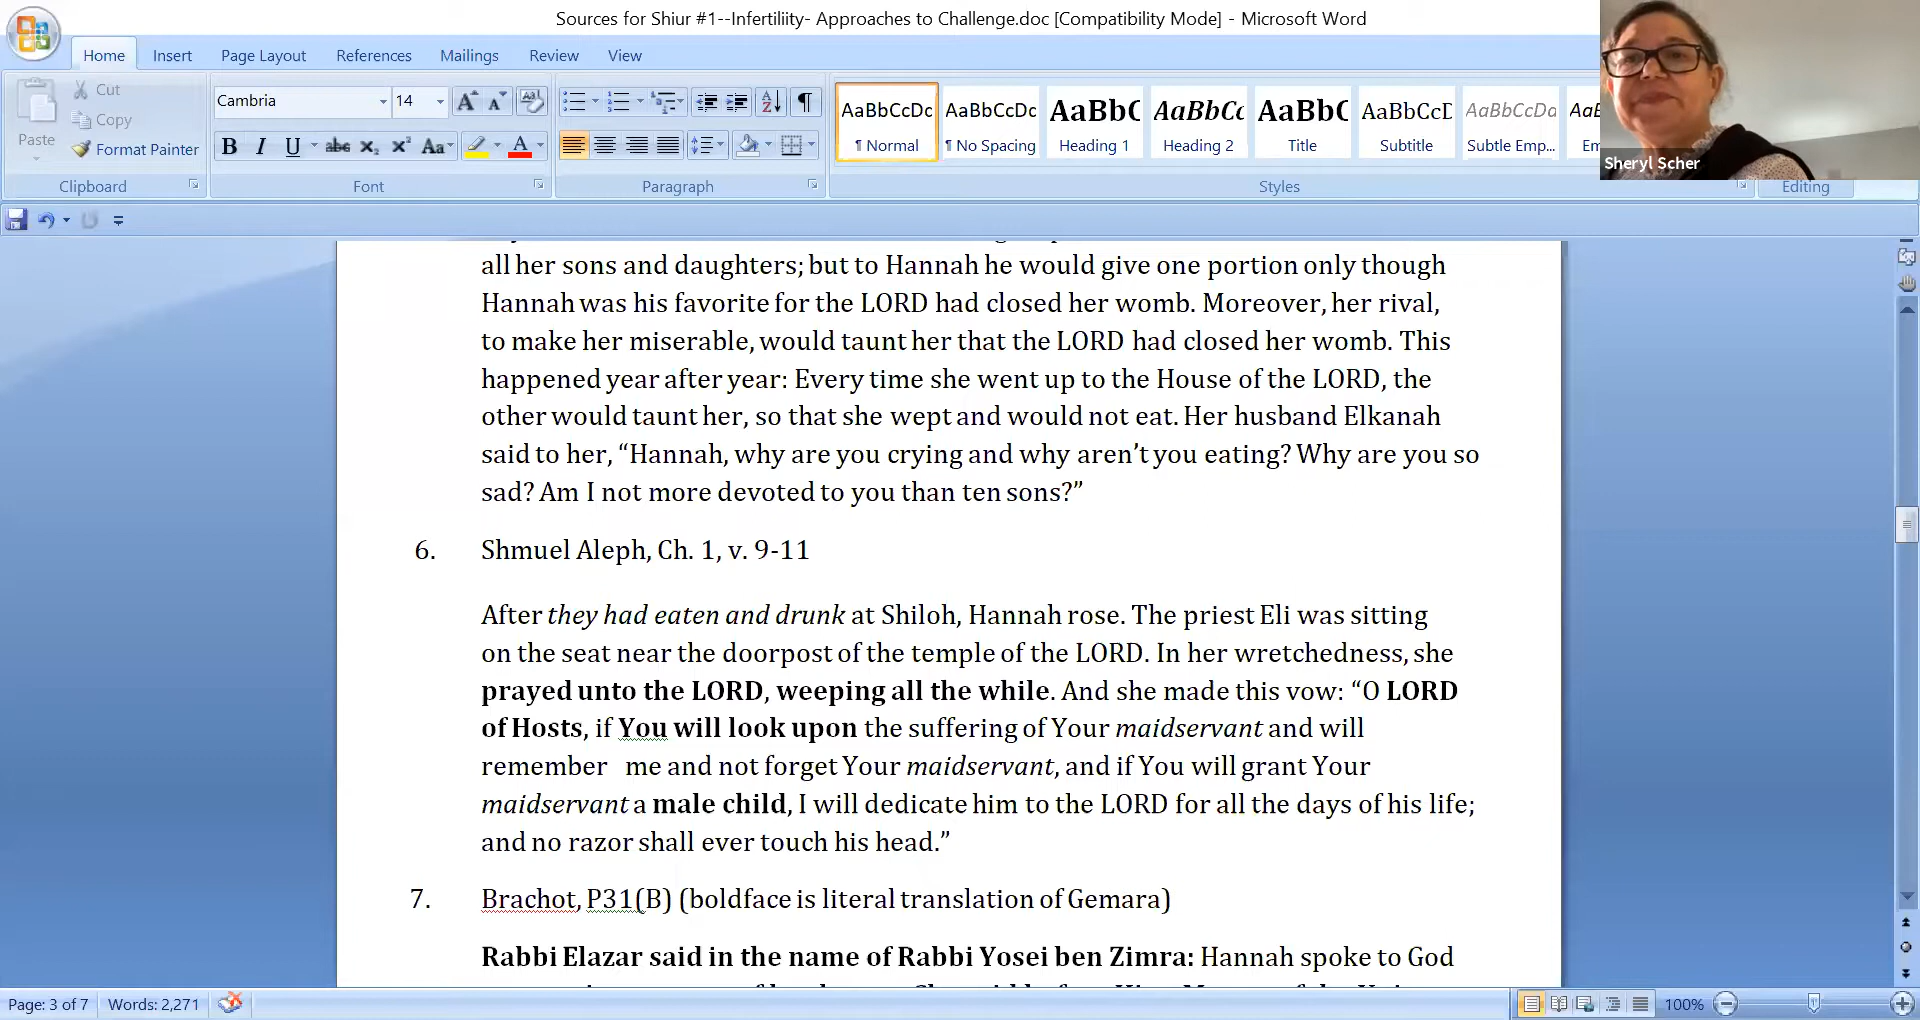 Sources for Shiur #1--Infertiliity- Approaches to Challenge.doc [Compatibility Mode] - Microsoft Word
Home Insert Page Layout References Mailings Review View
Paste
Cut
Copy
Format Painter
Clipboard
Cambria 14
Font
Paragraph
AaBbCcDc AaBbCcDc AaBbC AaBbCc AaBbC AaBbCcD AaBbCcDa
¶ Normal ¶ No Spacing Heading 1 Heading 2 Title Subtitle Subtle Emp... Em
Styles
Editing
Sheryl Scher
all her sons and daughters; but to Hannah he would give one portion only though
Hannah was his favorite for the LORD had closed her womb. Moreover, her rival,
to make her miserable, would taunt her that the LORD had closed her womb. This
happened year after year: Every time she went up to the House of the LORD, the
other would taunt her, so that she wept and would not eat. Her husband Elkanah
said to her, “Hannah, why are you crying and why aren’t you eating? Why are you so
sad? Am I not more devoted to you than ten sons?”
6. Shmuel Aleph, Ch. 1, v. 9-11
After they had eaten and drunk at Shiloh, Hannah rose. The priest Eli was sitting
on the seat near the doorpost of the temple of the LORD. In her wretchedness, she
prayed unto the LORD, weeping all the while. And she made this vow: “O LORD
of Hosts, if You will look upon the suffering of Your maidservant and will
remember me and not forget Your maidservant, and if You will grant Your
maidservant a male child, I will dedicate him to the LORD for all the days of his life;
and no razor shall ever touch his head.”
7. Brachot, P31(B) (boldface is literal translation of Gemara)
Rabbi Elazar said in the name of Rabbi Yosei ben Zimra: Hannah spoke to God
Page: 3 of 7 Words: 2,271 100%